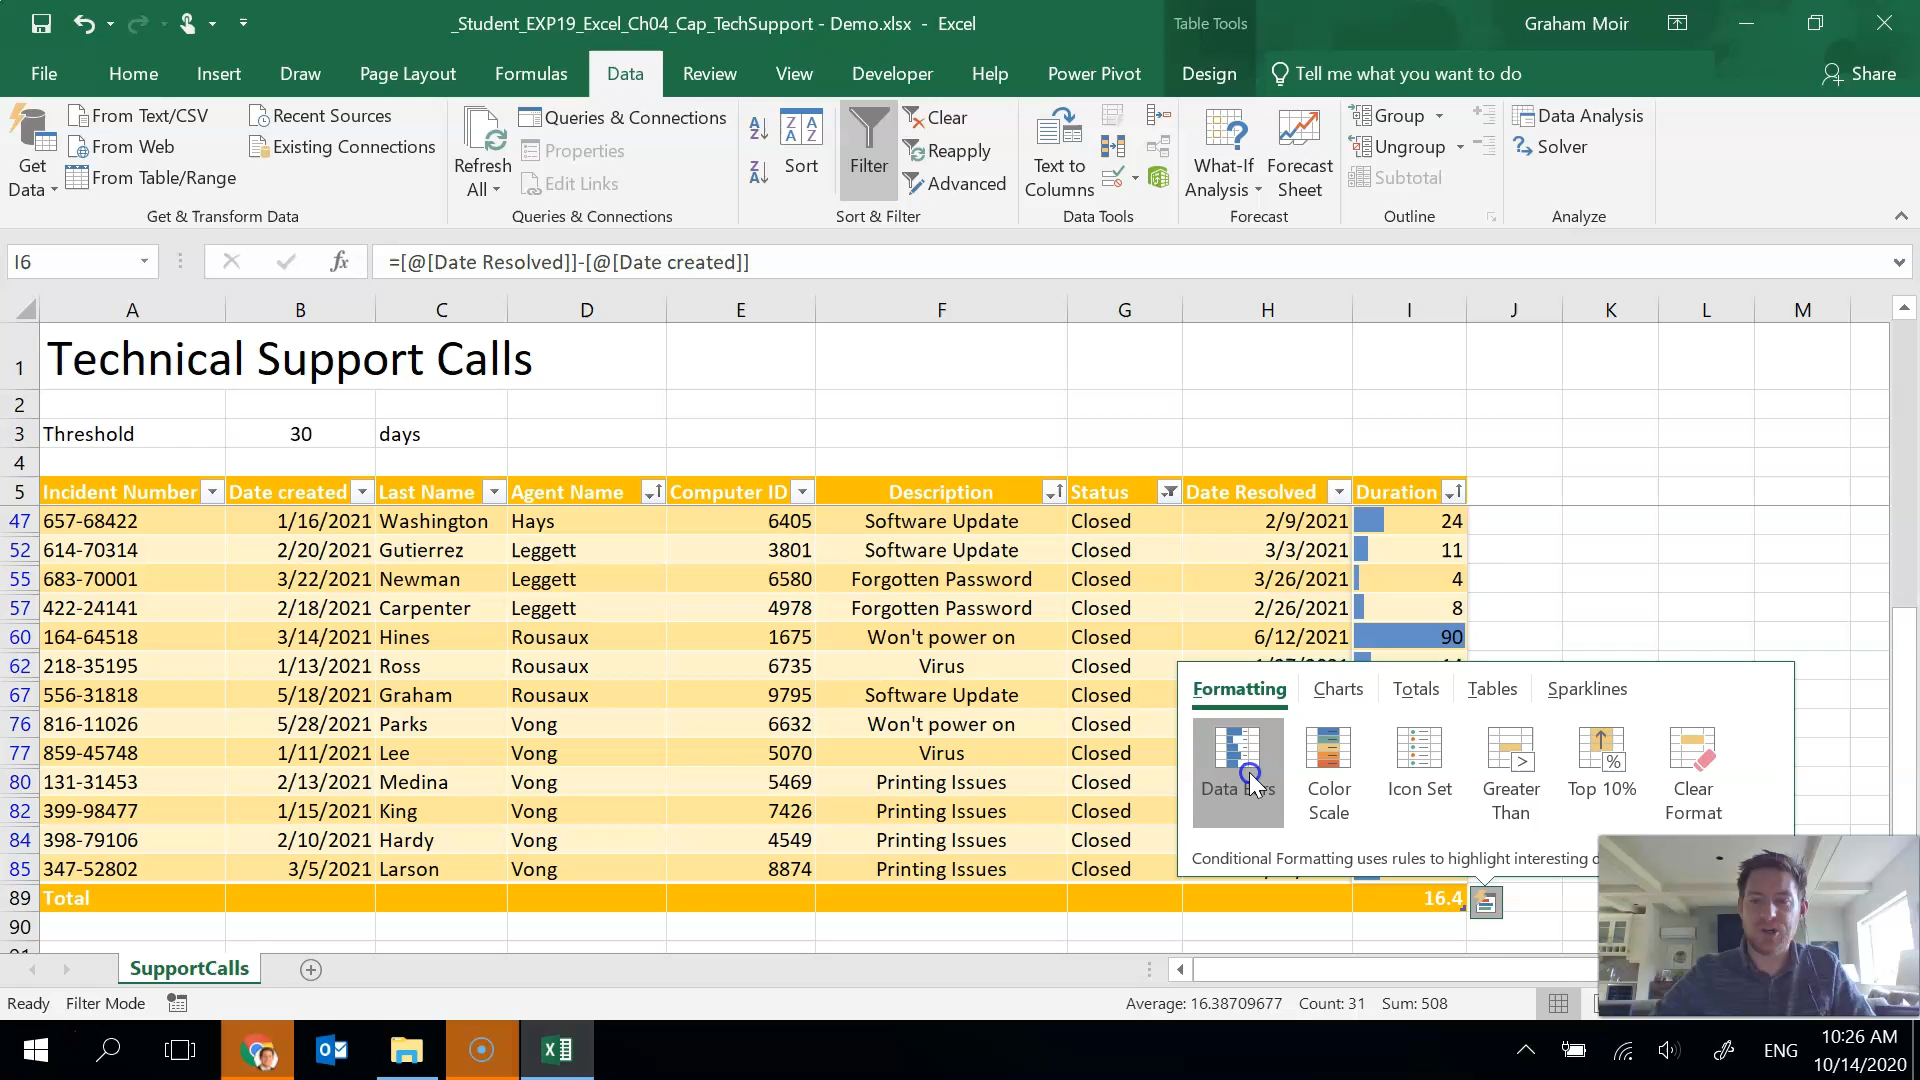 _Student_EXP19_Excel_Ch04_Cap_TechSupport - Demo.xlsx - Excel
Table Tools
Graham Moir
File Home Insert Draw Page Layout Formulas Data Review View Developer Help Power Pivot Design Tell me what you want to do Share
Get Data
From Text/CSV
From Web
From Table/Range
Recent Sources
Existing Connections
Get & Transform Data
Refresh All
Queries & Connections
Properties
Edit Links
Queries & Connections
Sort
Filter
Clear
Reapply
Advanced
Sort & Filter
Text to Columns
Data Tools
What-If Analysis
Forecast Sheet
Forecast
Group
Ungroup
Subtotal
Outline
Data Analysis
Solver
Analyze
I6 fx =[@[Date Resolved]]-[@[Date created]]
A B C D E F G H I J K L M
1 Technical Support Calls
2
3 Threshold 30 days
4
5 Incident Number Date created Last Name Agent Name Computer ID Description Status Date Resolved Duration
47 657-68422 1/16/2021 Washington Hays 6405 Software Update Closed 2/9/2021 24
52 614-70314 2/20/2021 Gutierrez Leggett 3801 Software Update Closed 3/3/2021 11
55 683-70001 3/22/2021 Newman Leggett 6580 Forgotten Password Closed 3/26/2021 4
57 422-24141 2/18/2021 Carpenter Leggett 4978 Forgotten Password Closed 2/26/2021 8
60 164-64518 3/14/2021 Hines Rousaux 1675 Won't power on Closed 6/12/2021 90
62 218-35195 1/13/2021 Ross Rousaux 6735 Virus Closed
67 556-31818 5/18/2021 Graham Rousaux 9795 Software Update Closed
76 816-11026 5/28/2021 Parks Vong 6632 Won't power on Closed
77 859-45748 1/11/2021 Lee Vong 5070 Virus Closed
80 131-31453 2/13/2021 Medina Vong 5469 Printing Issues Closed
82 399-98477 1/15/2021 King Vong 7426 Printing Issues Closed
84 398-79106 2/10/2021 Hardy Vong 4549 Printing Issues Closed
85 347-52802 3/5/2021 Larson Vong 8874 Printing Issues Closed
89 Total 16.4
90
Formatting Charts Totals Tables Sparklines
Data Bars
Color Scale
Icon Set
Greater Than
Top 10%
Clear Format
Conditional Formatting uses rules to highlight interesting
SupportCalls
Ready Filter Mode Average: 16.38709677 Count: 31 Sum: 508
ENG
10:26 AM
10/14/2020